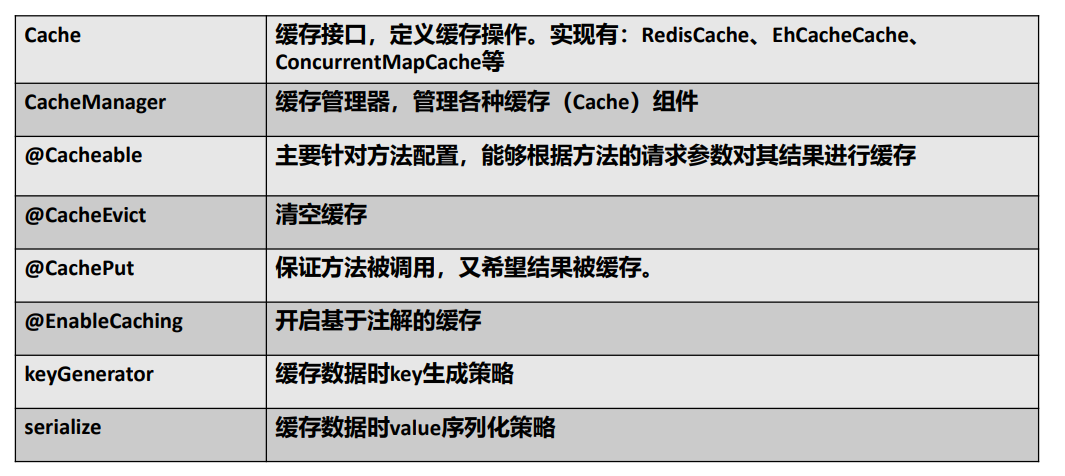 Cache
缓存接口，定义缓存操作。实现有：RedisCache、EhCacheCache、
ConcurrentMapCache等
CacheManager
缓存管理器，管理各种缓存（Cache）组件
@Cacheable
主要针对方法配置，能够根据方法的请求参数对其结果进行缓存
@CacheEvict
清空缓存
@CachePut
保证方法被调用，又希望结果被缓存。
@EnableCaching
开启基于注解的缓存
keyGenerator
缓存数据时key生成策略
serialize
缓存数据时value序列化策略